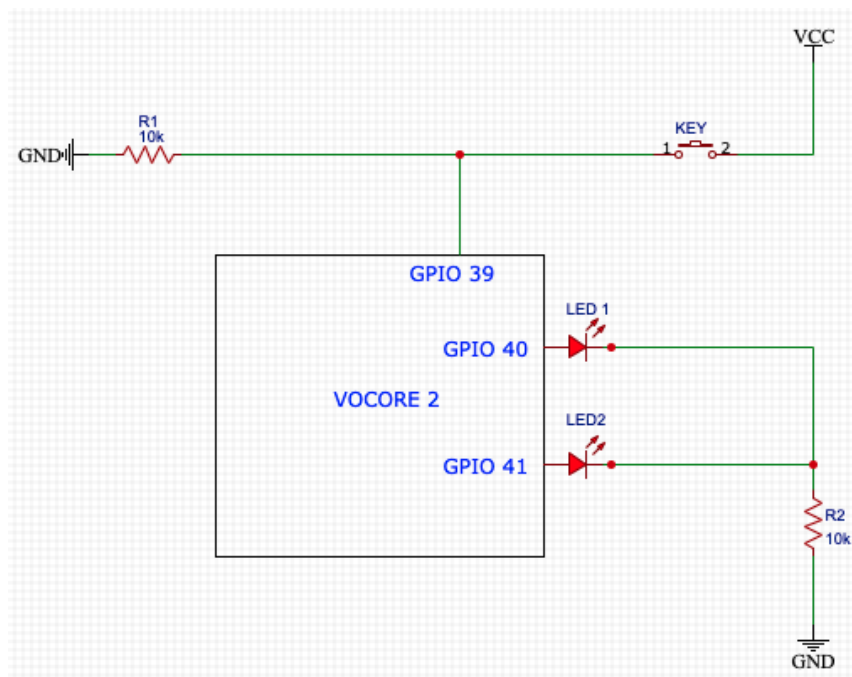 VCC
R1
10k
KEY
GND
1
2
GPIO 39
LED 1
GPIO 40
VOCORE 2
LED2
GPIO 41
R2
10k
GND